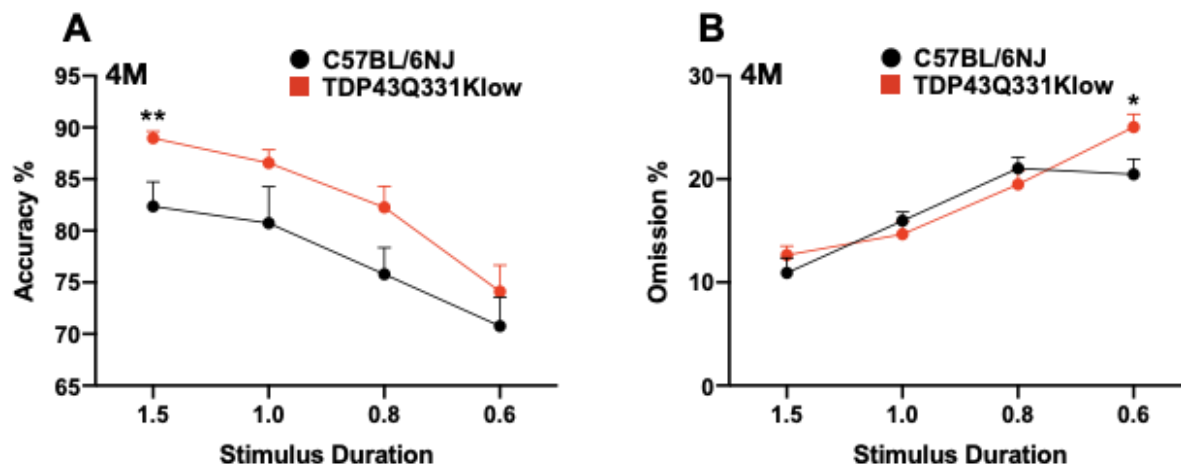 A
4M
C57BL/6NJ
TDP43Q331Klow
**
95
90
85
80
75
70
65
Accuracy %
1.5 1.0 0.8 0.6
Stimulus Duration
B
4M
C57BL/6NJ
TDP43Q331Klow
*
30
20
10
0
Omission %
1.5 1.0 0.8 0.6
Stimulus Duration